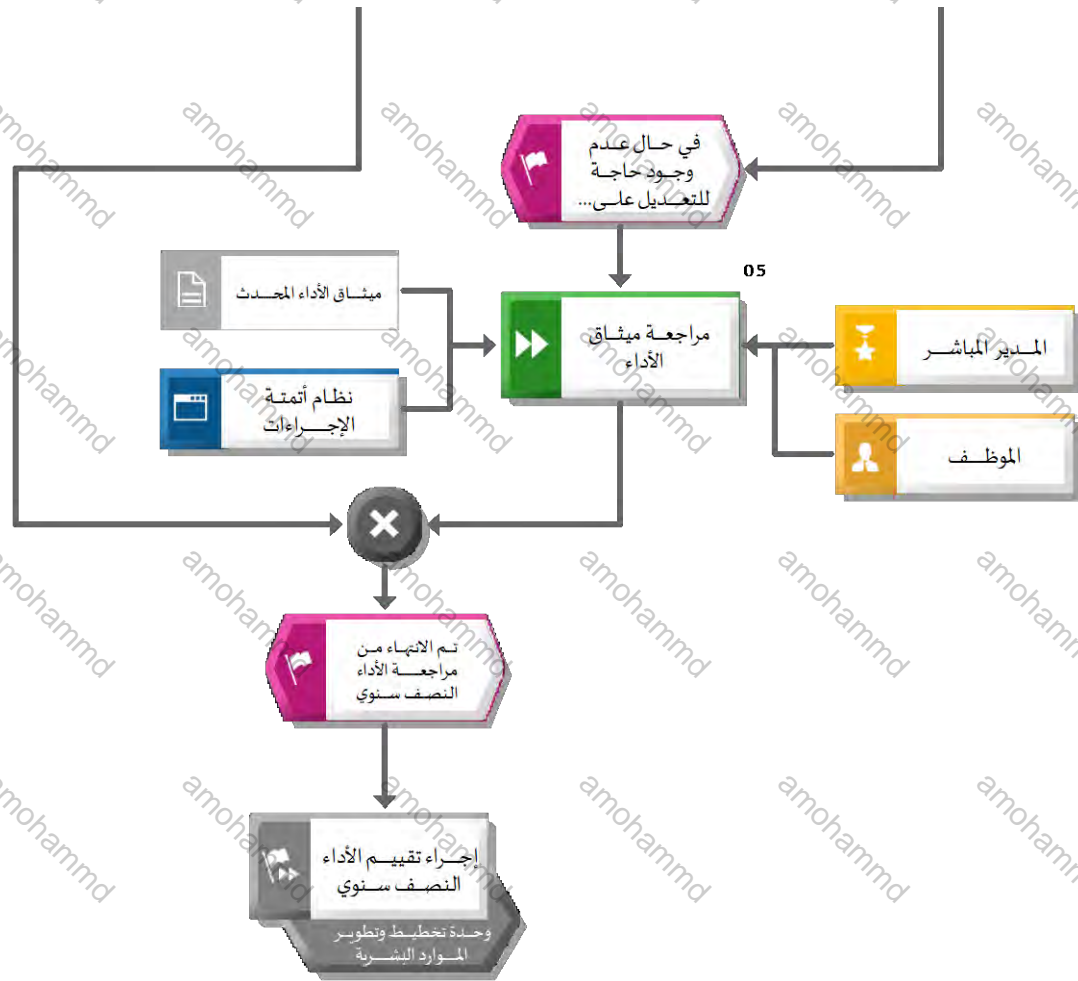 في حال عدم
وجود حاجة
للتعديل على...
05
ميثاق الأداء المحدث
مراجعة ميثاق
الأداء
المدير المباشر
نظام أتمتة
الإجراءات
الموظف
تم الانتهاء من
مراجعة الأداء
النصف سنوي
إجراء تقييم الأداء
النصف سنوي
وحدة تخطيط وتطوير
الموارد البشرية
amohammd